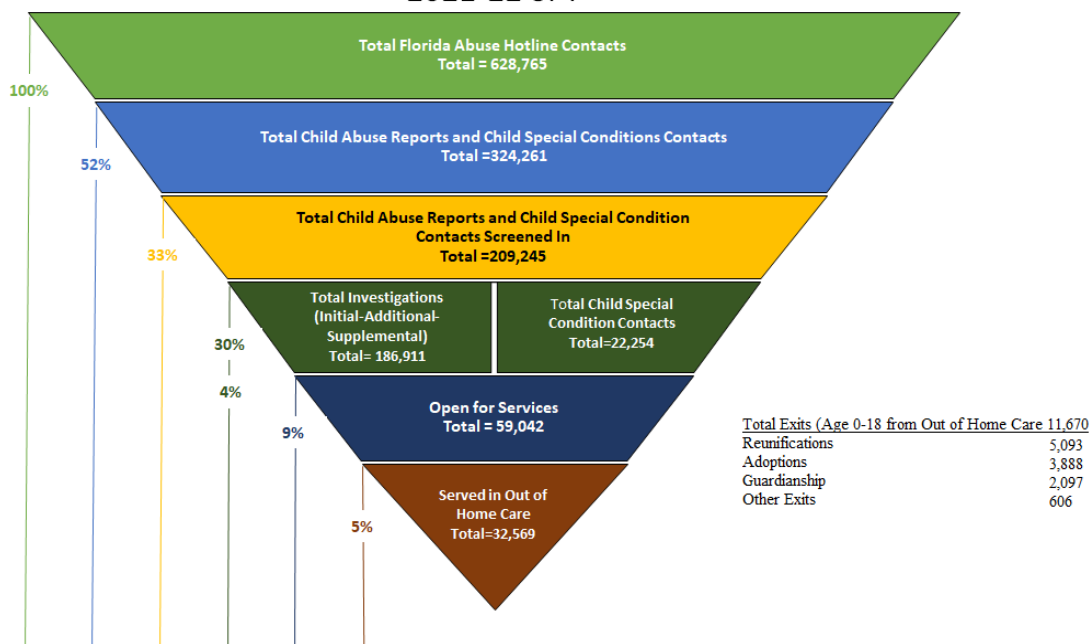 Total Florida Abuse Hotline Contacts
Total = 628,765
100%
Total Child Abuse Reports and Child Special Conditions Contacts
Total =324,261
52%
Total Child Abuse Reports and Child Special Condition
Contacts Screened In
Total =209,245
33%
Total Investigations
(Initial-Additional-
Supplemental)
Total= 186,911
Total Child Special
Condition Contacts
Total=22,254
30%
4%
Open for Services
Total = 59,042
9%
Served in Out of
Home Care
Total=32,569
5%
Total Exits (Age 0-18 from Out of Home Care 11,670
Reunifications 5,093
Adoptions 3,888
Guardianship 2,097
Other Exits 606